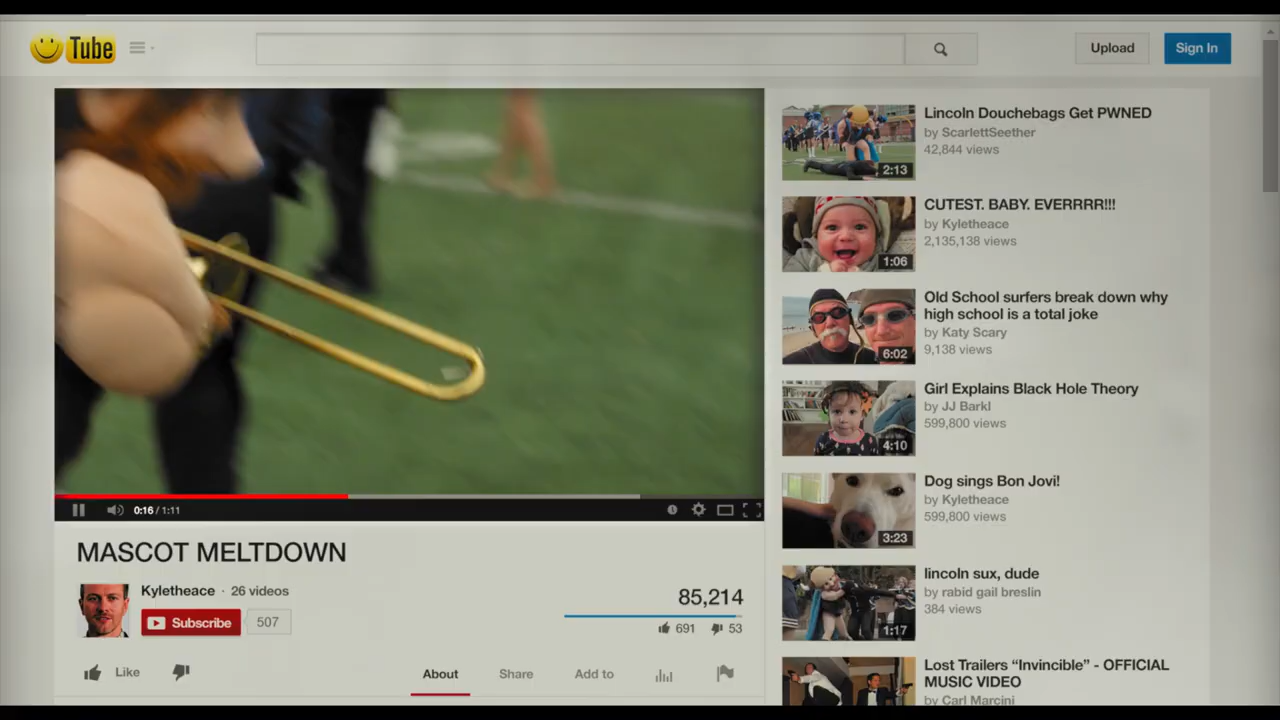 Tube
Upload
Sign In
0:16 / 1:11
MASCOT MELTDOWN
Kyletheace · 26 videos
Subscribe
507
85,214
691
53
Like
About
Share
Add to
2:13
Lincoln Douchebags Get PWNED
by ScarlettSeether
42,844 views
1:06
CUTEST. BABY. EVERRRR!!!
by Kyletheace
2,135,138 views
6:02
Old School surfers break down why
high school is a total joke
by Katy Scary
9,138 views
4:10
Girl Explains Black Hole Theory
by JJ Barkl
599,800 views
3:23
Dog sings Bon Jovi!
by Kyletheace
599,800 views
1:17
lincoln sux, dude
by rabid gail breslin
384 views
Lost Trailers “Invincible” - OFFICIAL
MUSIC VIDEO
by Carl Marcini